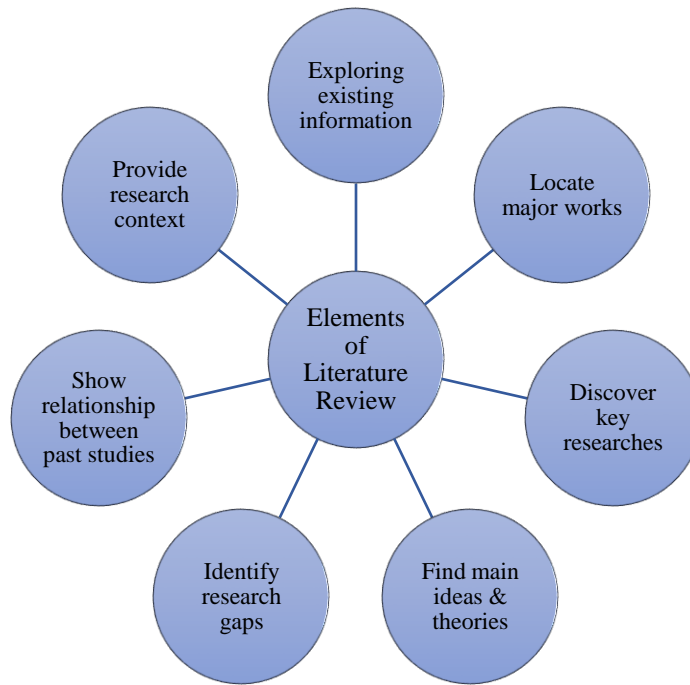 Exploring
existing
information
Locate
major works
Discover
key
researches
Find main
ideas &
theories
Identify
research
gaps
Show
relationship
between
past studies
Provide
research
context
Elements
of
Literature
Review